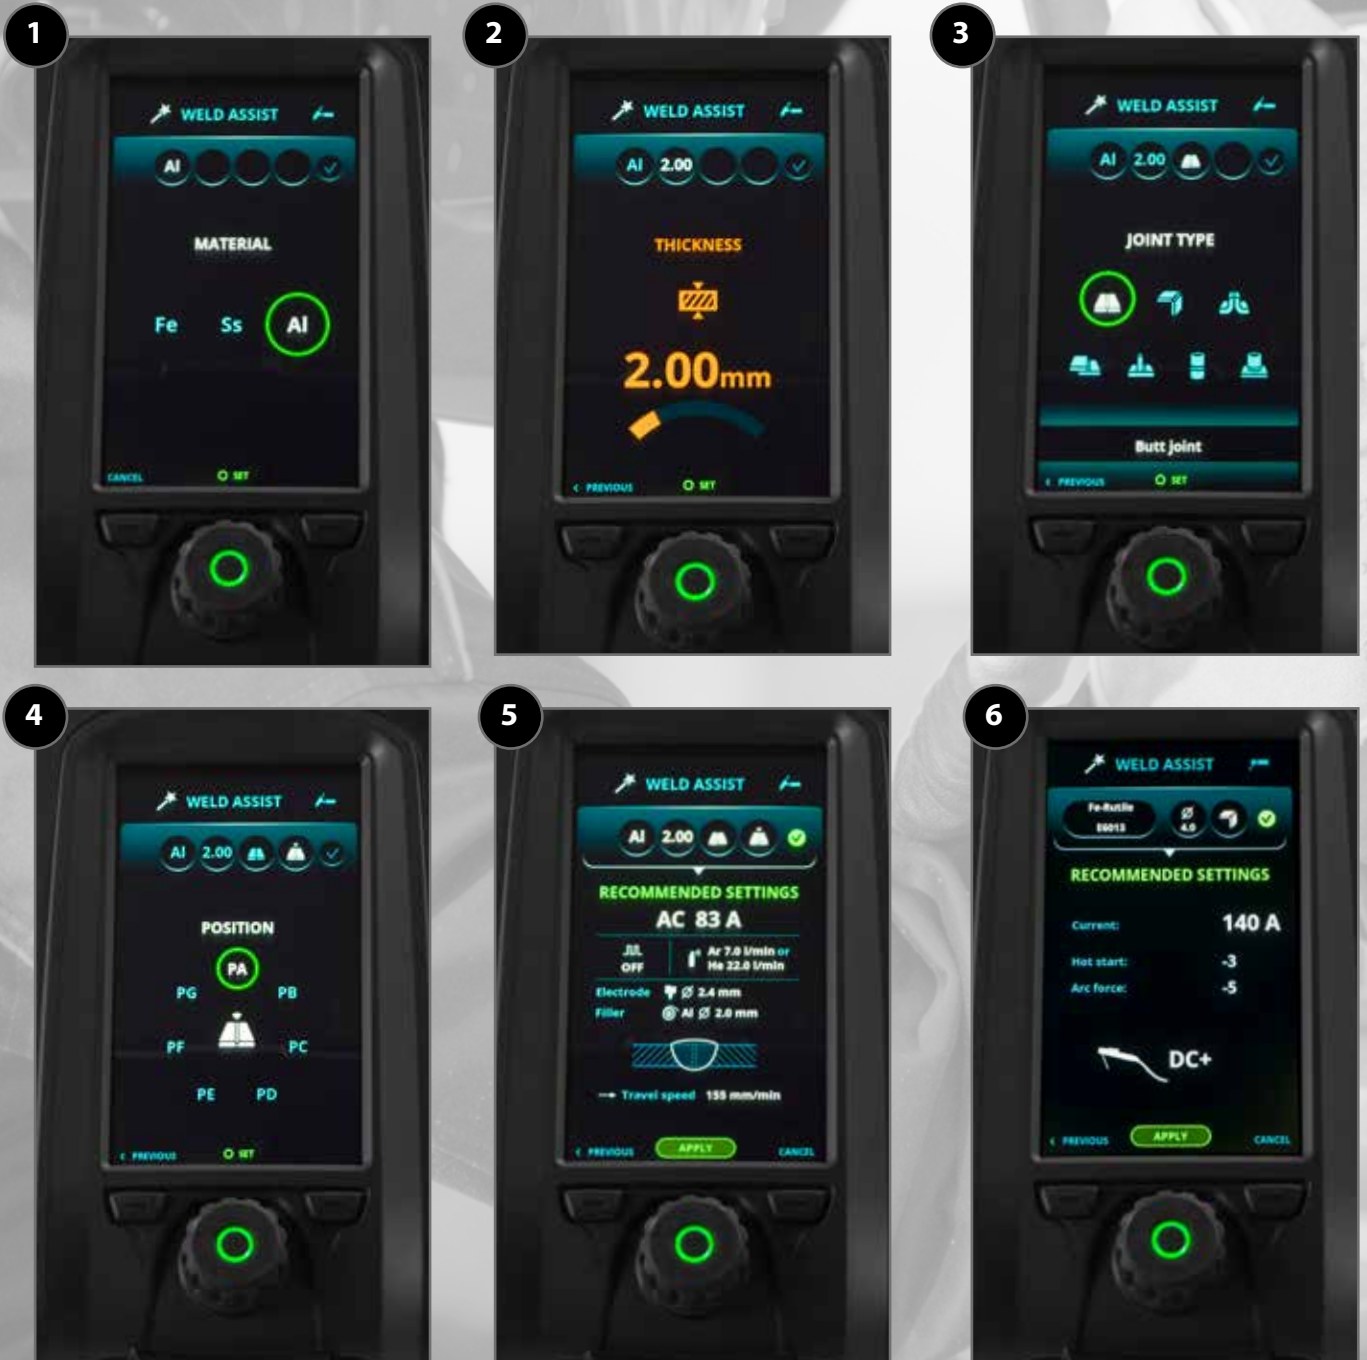 1
WELD ASSIST
Al
MATERIAL
Fe Ss Al
CANCEL SET
2
WELD ASSIST
Al 2.00
THICKNESS
2.00mm
< PREVIOUS SET
3
WELD ASSIST
Al 2.00
JOINT TYPE
Butt joint
< PREVIOUS SET
4
WELD ASSIST
Al 2.00
POSITION
PA
PG PB
PF PC
PE PD
< PREVIOUS SET
5
WELD ASSIST
Al 2.00
RECOMMENDED SETTINGS
AC 83 A
OFF
Ar 7.0 l/min or
He 22.0 l/min
Electrode Ø 2.4 mm
Filler Al Ø 2.0 mm
Travel speed 155 mm/min
< PREVIOUS APPLY CANCEL
6
WELD ASSIST
Fe-Rutile
E6013
Ø
4.0
RECOMMENDED SETTINGS
Current: 140 A
Hot start: -3
Arc force: -5
DC+
< PREVIOUS APPLY CANCEL